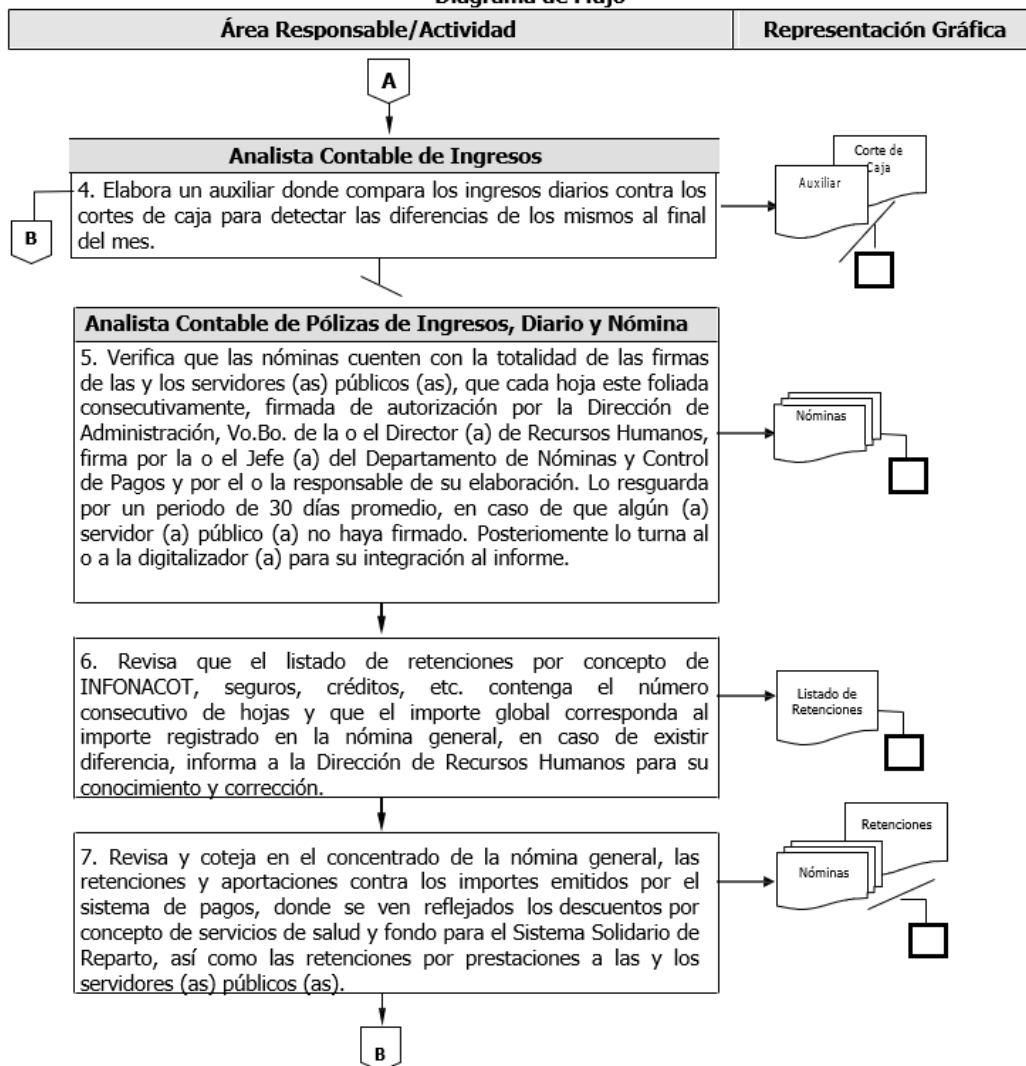 Diagrama de Flujo
Área Responsable/Actividad
Representación Gráfica
A
Analista Contable de Ingresos
4. Elabora un auxiliar donde compara los ingresos diarios contra los
cortes de caja para detectar las diferencias de los mismos al final
del mes.
B
Auxiliar
Corte de
Caja
Analista Contable de Pólizas de Ingresos, Diario y Nómina
5. Verifica que las nóminas cuenten con la totalidad de las firmas
de las y los servidores (as) públicos (as), que cada hoja este foliada
consecutivamente, firmada de autorización por la Dirección de
Administración, Vo.Bo. de la o el Director (a) de Recursos Humanos,
firma por la o el Jefe (a) del Departamento de Nóminas y Control
de Pagos y por el o la responsable de su elaboración. Lo resguarda
por un periodo de 30 días promedio, en caso de que algún (a)
servidor (a) público (a) no haya firmado. Posteriomente lo turna al
o a la digitalizador (a) para su integración al informe.
Nóminas
6. Revisa que el listado de retenciones por concepto de
INFONACOT, seguros, créditos, etc. contenga el número
consecutivo de hojas y que el importe global corresponda al
importe registrado en la nómina general, en caso de existir
diferencia, informa a la Dirección de Recursos Humanos para su
conocimiento y corrección.
Listado de
Retenciones
7. Revisa y coteja en el concentrado de la nómina general, las
retenciones y aportaciones contra los importes emitidos por el
sistema de pagos, donde se ven reflejados los descuentos por
concepto de servicios de salud y fondo para el Sistema Solidario de
Reparto, así como las retenciones por prestaciones a las y los
servidores (as) públicos (as).
Retenciones
Nóminas
B